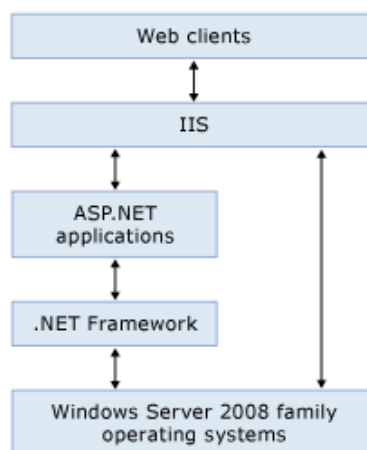 Web clients
IIS
ASP.NET
applications
.NET Framework
Windows Server 2008 family
operating systems